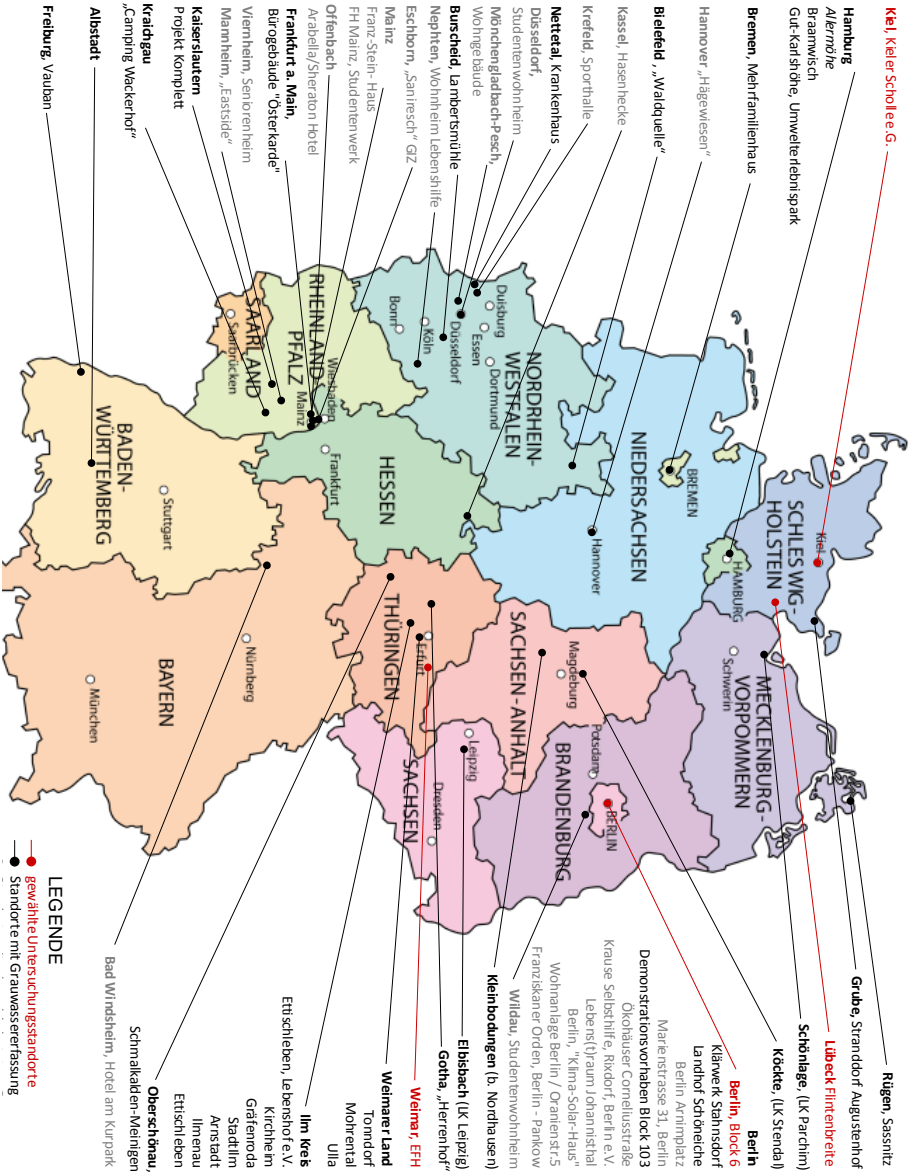 Kiel, Kieler Scholle e.G.
Hamburg
Allermöhe
Braamwisch
Gut-Karlshöhe, Umwelterlebnispark
Bremen, Mehrfamilienhaus
Hannover „Hägewiesen“
Bielefeld, „Waldquelle“
Kassel, Hasenhecke
Krefeld, Sporthalle
Nettetal, Krankenhaus
Düsseldorf,
Studentenwohnheim
Mönchengladbach-Pesch,
Wohngebäude
Burscheid, Lambertsmühle
Nephten, Wohnheim Lebenshilfe
Eschborn, „Saniresch“ GIZ
Mainz
Franz-Stein- Haus
FH Mainz, Studentenwerk
Offenbach
Arabella/Sheraton Hotel
Frankfurt a. Main,
Bürogebäude "Österkarde"
Viernheim, Seniorenheim
Mannheim, „Eastside“
Kaiserslautern
Projekt Komplett
Kraichgau
„Camping Wackerhof“
Albstadt
Freiburg, Vauban
SCHLESWIG-
HOLSTEIN
Kiel
HAMBURG
MECKLENBURG-
VORPOMMERN
Schwerin
BREMEN
NIEDERSACHSEN
Hannover
BRANDENBURG
Potsdam
BERLIN
SACHSEN-ANHALT
Magdeburg
NORDRHEIN-
WESTFALEN
Duisburg
Essen
Dortmund
Düsseldorf
Köln
Bonn
HESSEN
Wiesbaden
Frankfurt
THÜRINGEN
Erfurt
SACHSEN
Leipzig
Dresden
RHEINLAND
PFALZ
Mainz
SAARLAND
Saarbrücken
BADEN-
WÜRTTEMBERG
Stuttgart
BAYERN
Nürnberg
München
Rügen, Sassnitz
Grube, Stranddorf Augustenhof
Lübeck Flintenbreite
Schönlage, (LK Parchim)
Köckte, (LK Stendal)
Berlin
Berlin, Block 6
Klärwerk Stahnsdorf
Landhof Schöneiche
Berlin Arnimplatz
Marienstrasse 31, Berlin
Demonstrationsvorhaben Block 103
Ökohäuser Corneliusstraße
Krause Selbsthilfe, Rixdorf, Berlin e.V.
Lebens(t)raum Johannisthal
Berlin, "Klima-Solar-Haus"
Wohnanlage Berlin / Oranienstr.5
Franziskaner Orden, Berlin - Pankow
Wildau, Studentenwohnheim
Kleinbodungen (b. Nordhausen)
Elbisbach (LK Leipzig)
Gotha, „Herrenhof“
Weimar, EFH
Weimarer Land
Tonndorf
Mohrental
Ulla
Ilm Kreis
Ettischleben, Lebenshof e.V.
Kirchheim
Gräfenroda
Stadtilm
Arnstadt
Ilmenau
Ettischleben
Oberschönau,
Schmalkalden-Meiningen
Bad Windsheim, Hotel am Kurpark
LEGENDE
gewählte Untersuchungsstandorte
Standorte mit Grauwassererfassung